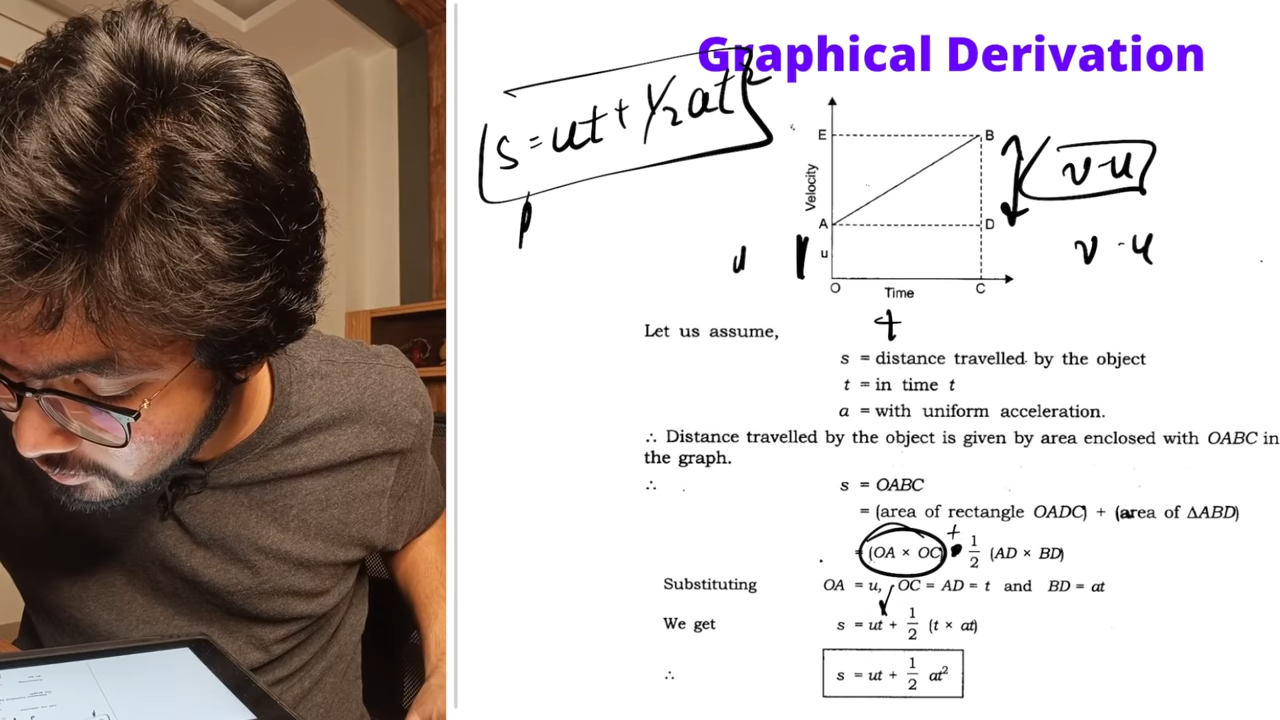 Graphical Derivation
s = ut + 1/2 at²
E
B
v-u
Velocity
A
D
v - u
u
u
O
C
Time
t
Let us assume,
s = distance travelled by the object
t = in time t
a = with uniform acceleration.
∴ Distance travelled by the object is given by area enclosed with OABC in
the graph.
∴ s = OABC
= (area of rectangle OADC) + (area of ΔABD)
= (OA × OC) + 1/2 (AD × BD)
Substituting OA = u, OC = AD = t and BD = at
We get s = ut + 1/2 (t × at)
∴ s = ut + 1/2 at²